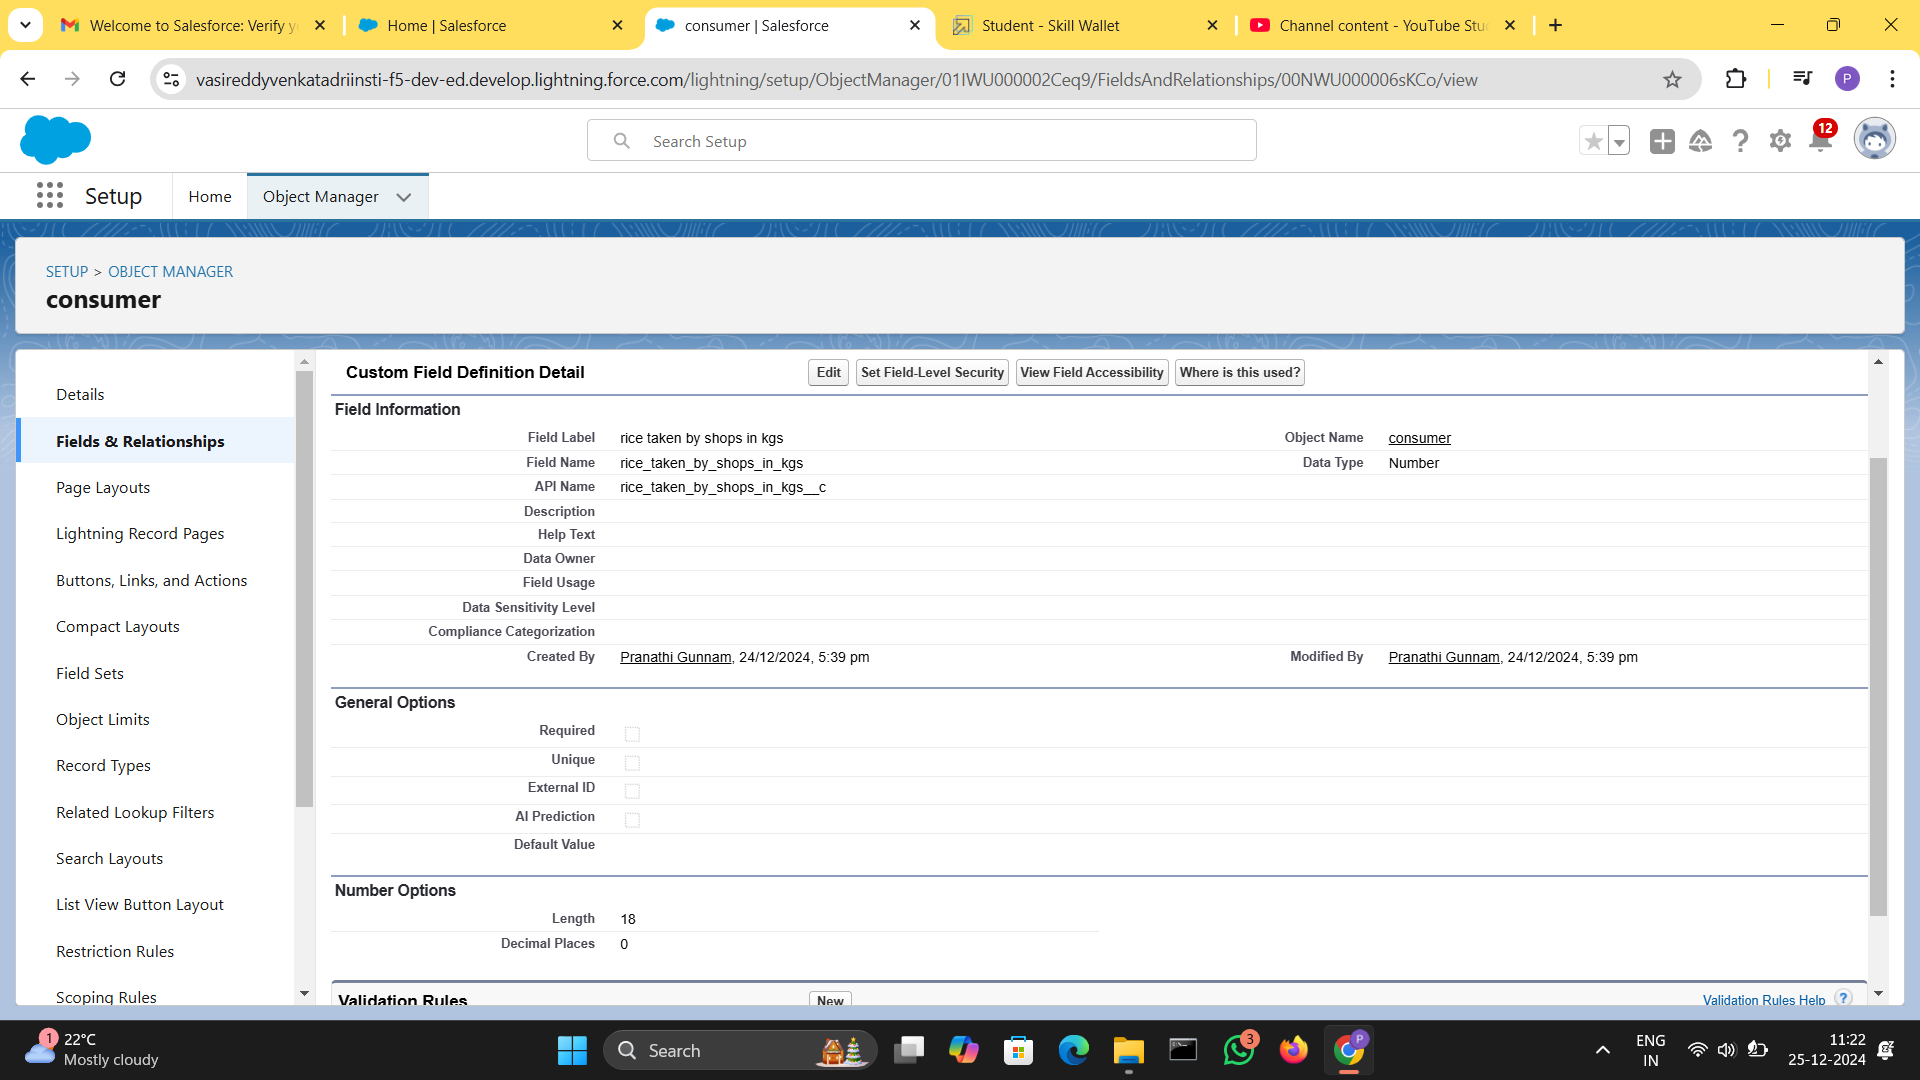 Welcome to Salesforce: Verify y
Home | Salesforce
consumer | Salesforce
Student - Skill Wallet
Channel content - YouTube Stu
vasireddyvenkatadriinsti-f5-dev-ed.develop.lightning.force.com/lightning/setup/ObjectManager/01IWU000002Ceq9/FieldsAndRelationships/00NWU000006sKCo/view
P
Search Setup
12
Setup
Home
Object Manager
SETUP > OBJECT MANAGER
consumer
Details
Fields & Relationships
Page Layouts
Lightning Record Pages
Buttons, Links, and Actions
Compact Layouts
Field Sets
Object Limits
Record Types
Related Lookup Filters
Search Layouts
List View Button Layout
Restriction Rules
Scoping Rules
Custom Field Definition Detail
Edit
Set Field-Level Security
View Field Accessibility
Where is this used?
Field Information
Field Label rice taken by shops in kgs Object Name consumer
Field Name rice_taken_by_shops_in_kgs Data Type Number
API Name rice_taken_by_shops_in_kgs__c
Description
Help Text
Data Owner
Field Usage
Data Sensitivity Level
Compliance Categorization
Created By Pranathi Gunnam, 24/12/2024, 5:39 pm Modified By Pranathi Gunnam, 24/12/2024, 5:39 pm
General Options
Required
Unique
External ID
AI Prediction
Default Value
Number Options
Length 18
Decimal Places 0
Validation Rules
New
Validation Rules Help ?
1
22°C
Mostly cloudy
Search
3
P
ENG
IN
11:22
25-12-2024